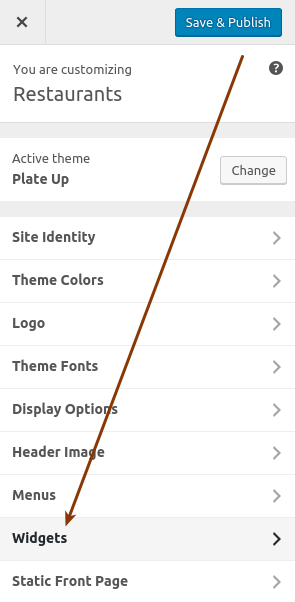 Save & Publish
You are customizing
Restaurants
Active theme
Plate Up
Change
Site Identity
Theme Colors
Logo
Theme Fonts
Display Options
Header Image
Menus
Widgets
Static Front Page